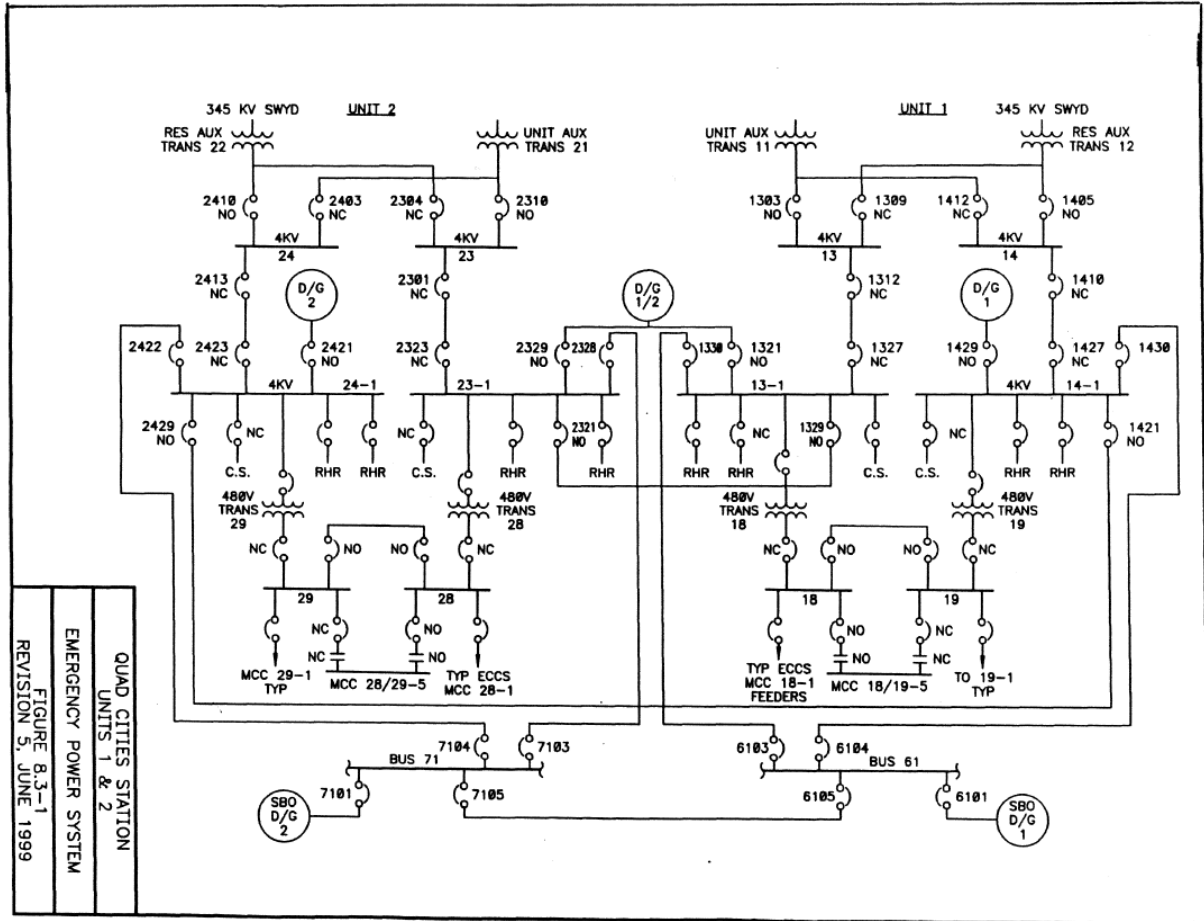 345 KV SWYD
UNIT 2
UNIT 1
345 KV SWYD
RES AUX
TRANS 22
UNIT AUX
TRANS 21
UNIT AUX
TRANS 11
RES AUX
TRANS 12
2410
NO
2403
NC
2304
NC
2310
NO
1303
NO
1309
NC
1412
NC
1405
NO
4KV
24
4KV
23
4KV
13
4KV
14
2413
NC
D/G
2
2301
NC
D/G
1/2
1312
NC
D/G
1
1410
NC
2422
2423
NC
2421
NO
2323
NC
2329
NO
2328
1330
1321
NO
1327
NC
1429
NO
1427
NC
1430
4KV
24-1
23-1
13-1
4KV
14-1
2429
NO
NC
C.S.
RHR
RHR
NC
C.S.
RHR
2321
NO
RHR
RHR
NC
RHR
1329
NO
C.S.
C.S.
NC
RHR
RHR
1421
NO
480V
TRANS
29
480V
TRANS
28
480V
TRANS
18
480V
TRANS
19
NC
NO
NO
NC
NC
NO
NO
NC
29
28
18
19
NC
NO
NO
NC
NC
NO
NO
NC
MCC 29-1
TYP
MCC 28/29-5
TYP ECCS
MCC 28-1
TYP ECCS
MCC 18-1
FEEDERS
MCC 18/19-5
TO 19-1
TYP
7104
7103
6103
6104
BUS 71
BUS 61
7101
7105
6105
6101
SBO
D/G
2
SBO
D/G
1
QUAD CITIES STATION
UNITS 1 & 2
EMERGENCY POWER SYSTEM
FIGURE 8.3-1
REVISION 5, JUNE 1999